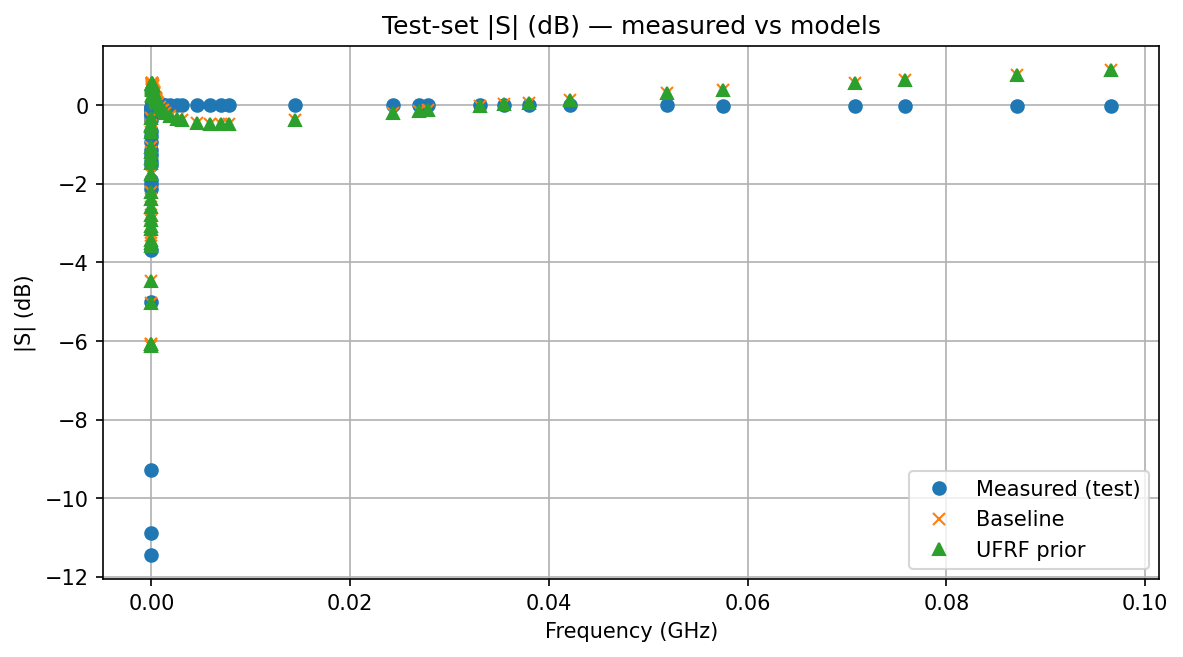 Test-set |S| (dB) — measured vs models
|S| (dB)
0
−2
−4
−6
−8
−10
−12
0.00 0.02 0.04 0.06 0.08 0.10
Frequency (GHz)
Measured (test)
Baseline
UFRF prior